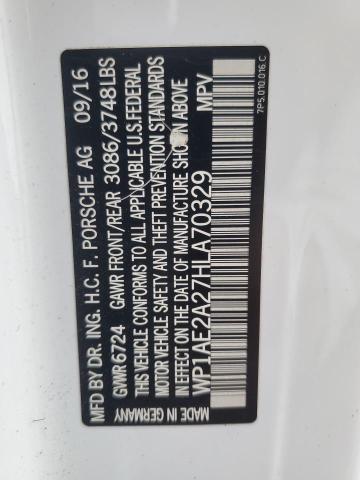 MFD BY DR. ING. H.C. F. PORSCHE AG 09/16
GWR 6724 GAWR FRONT/REAR 3086/3748LBS
THIS VEHICLE CONFORMS TO ALL APPLICABLE U.S. FEDERAL
MOTOR VEHICLE SAFETY AND THEFT PREVENTION STANDARDS
IN EFFECT ON THE DATE OF MANUFACTURE SHOWN ABOVE
WP1AE2A27HLA70329 MPV
MADE IN GERMANY
7P5.010.016.C